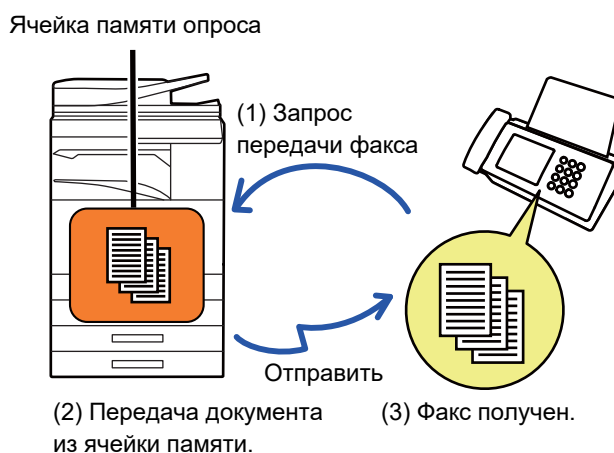 Ячейка памяти опроса
(1) Запрос
передачи факса
Отправить
(2) Передача документа
из ячейки памяти.
(3) Факс получен.